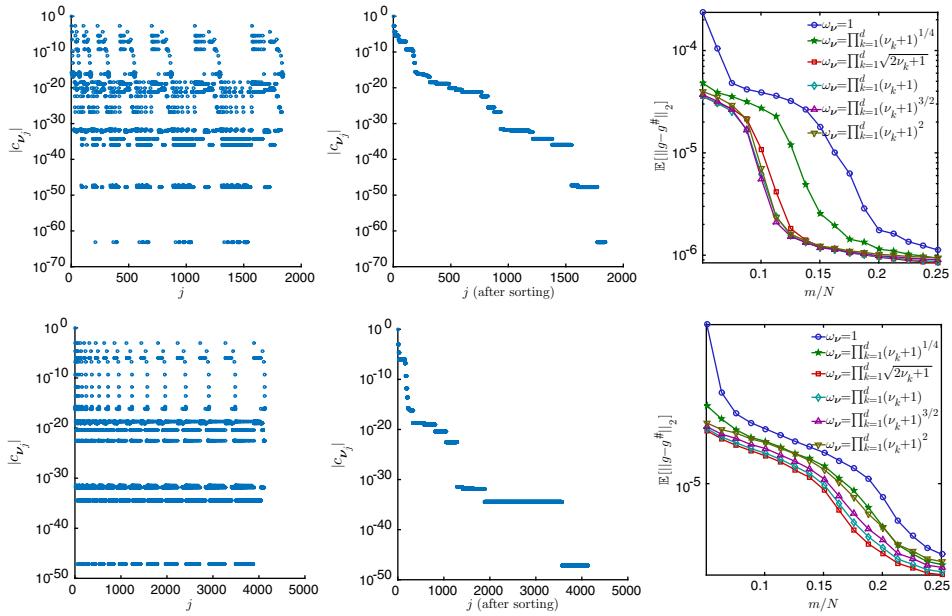 10^0
10^-10
10^-20
10^-30
10^-40
10^-50
10^-60
10^-70
|c_{𝝂_j}|
0 500 1000 1500 2000
j
10^0
10^-10
10^-20
10^-30
10^-40
10^-50
10^-60
10^-70
|c_{𝝂_j}|
0 500 1000 1500 2000
j (after sorting)
10^-4
10^-5
10^-6
𝔼[||g−g^#||_2]
ω_𝝂=1
ω_𝝂=∏_{k=1}^d(ν_k+1)^{1/4}
ω_𝝂=∏_{k=1}^d√(2ν_k+1)
ω_𝝂=∏_{k=1}^d(ν_k+1)
ω_𝝂=∏_{k=1}^d(ν_k+1)^{3/2}
ω_𝝂=∏_{k=1}^d(ν_k+1)^2
0.1 0.15 0.2 0.25
m/N
10^0
10^-10
10^-20
10^-30
10^-40
10^-50
|c_{𝝂_j}|
0 1000 2000 3000 4000 5000
j
10^0
10^-10
10^-20
10^-30
10^-40
10^-50
|c_{𝝂_j}|
0 1000 2000 3000 4000 5000
j (after sorting)
10^-5
𝔼[||g−g^#||_2]
ω_𝝂=1
ω_𝝂=∏_{k=1}^d(ν_k+1)^{1/4}
ω_𝝂=∏_{k=1}^d√(2ν_k+1)
ω_𝝂=∏_{k=1}^d(ν_k+1)
ω_𝝂=∏_{k=1}^d(ν_k+1)^{3/2}
ω_𝝂=∏_{k=1}^d(ν_k+1)^2
0.1 0.15 0.2 0.25
m/N